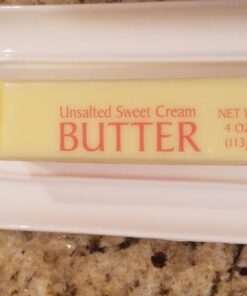 Unsalted Sweet Cream
BUTTER
NET W
4 OZ
(113